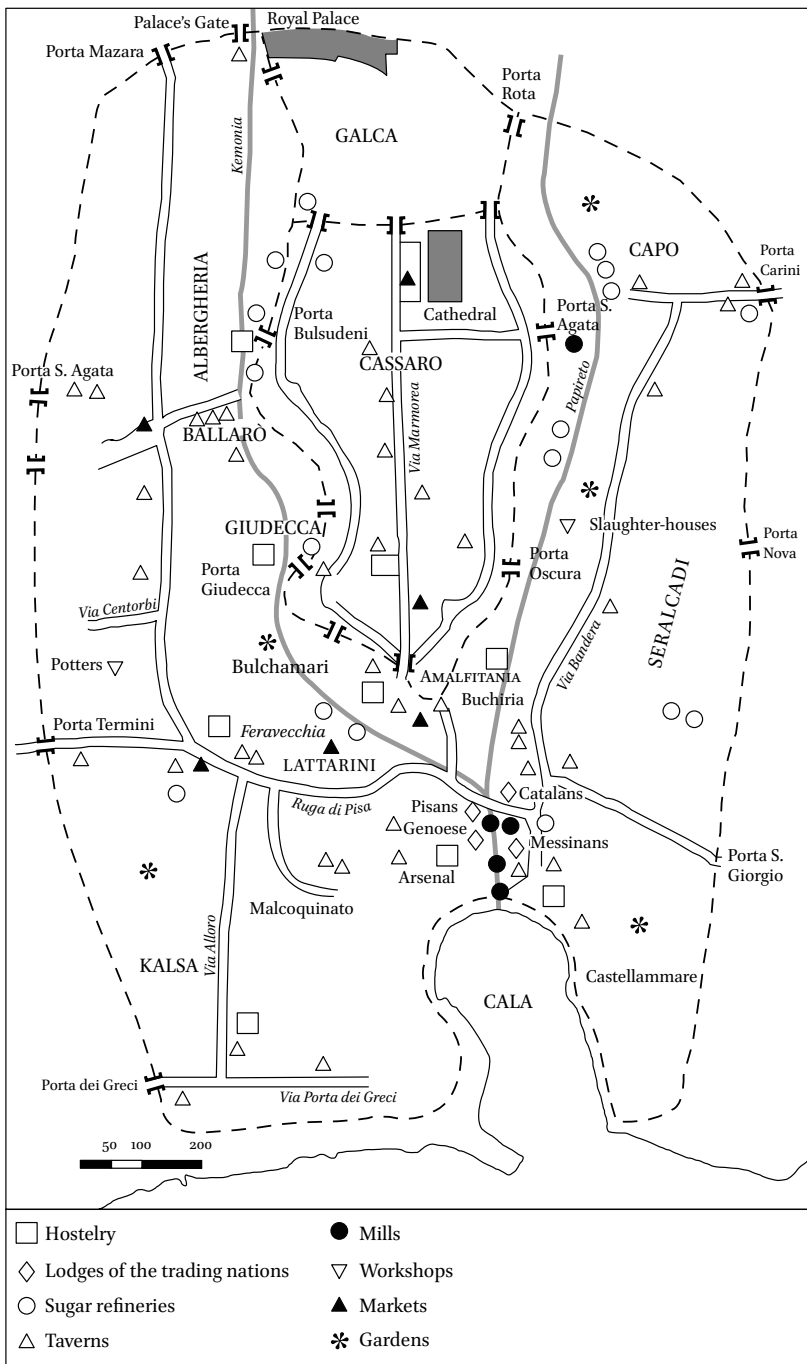 Palace's Gate
Royal Palace
Porta Mazara
Porta
Rota
Kemonia
GALCA
CAPO
Porta
Carini
ALBERGHERIA
Porta
Bulsudeni
Cathedral
Porta S.
Agata
CASSARO
Porta S. Agata
Papireto
Via Marmorea
BALLARÒ
GIUDECCA
Slaughter-houses
Porta
Nova
Porta
Giudecca
Porta
Oscura
SERALCADI
Via Centorbi
Via Bandera
Potters
Bulchamari
AMALFITANIA
Buchiria
Porta Termini
Feravecchia
LATTARINI
Ruga di Pisa
Catalans
Pisans
Genoese
Messinans
Arsenal
Porta S.
Giorgio
Malcoquinato
Via Alloro
KALSA
Castellammare
CALA
Porta dei Greci
Via Porta dei Greci
50 100 200
Hostelry
Lodges of the trading nations
Sugar refineries
Taverns
Mills
Workshops
Markets
Gardens